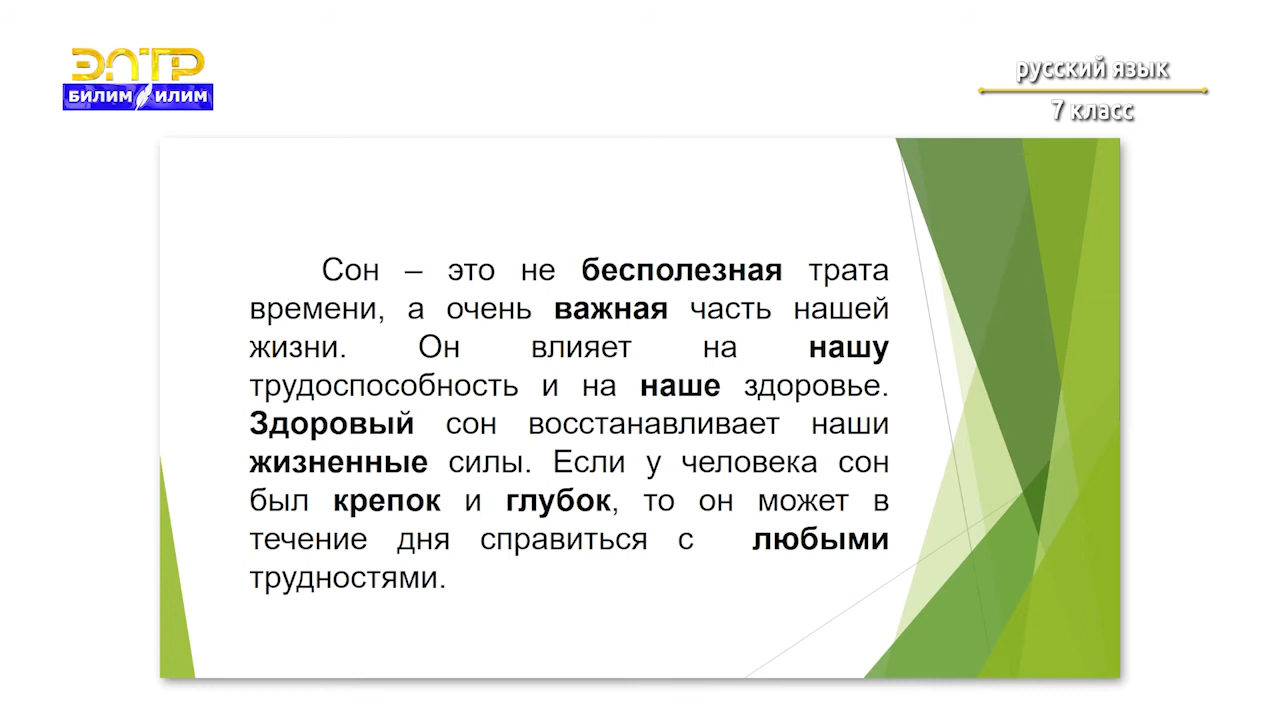 ЭЛТР
БИЛИМ ИЛИМ
русский язык
7 класс
Сон – это не бесполезная трата
времени, а очень важная часть нашей
жизни. Он влияет на нашу
трудоспособность и на наше здоровье.
Здоровый сон восстанавливает наши
жизненные силы. Если у человека сон
был крепок и глубок, то он может в
течение дня справиться с любыми
трудностями.